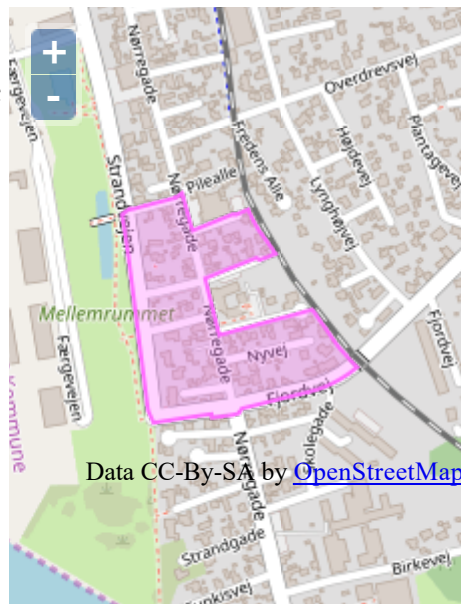 +
-
Færgevejen
Nørregade
Overdrevsvej
Plantagevej
Højdevej
Fredens Alle
Lynghøjvej
Strandvejen
Pilealle
Nørregade
Mellemrummet
Færgevejen
Nørregade
Nyvej
Fjordvej
Fjordvej
Kommune
Nørregade
Skolegade
Data CC-By-SA by OpenStreetMap
Strandgade
Birkevej